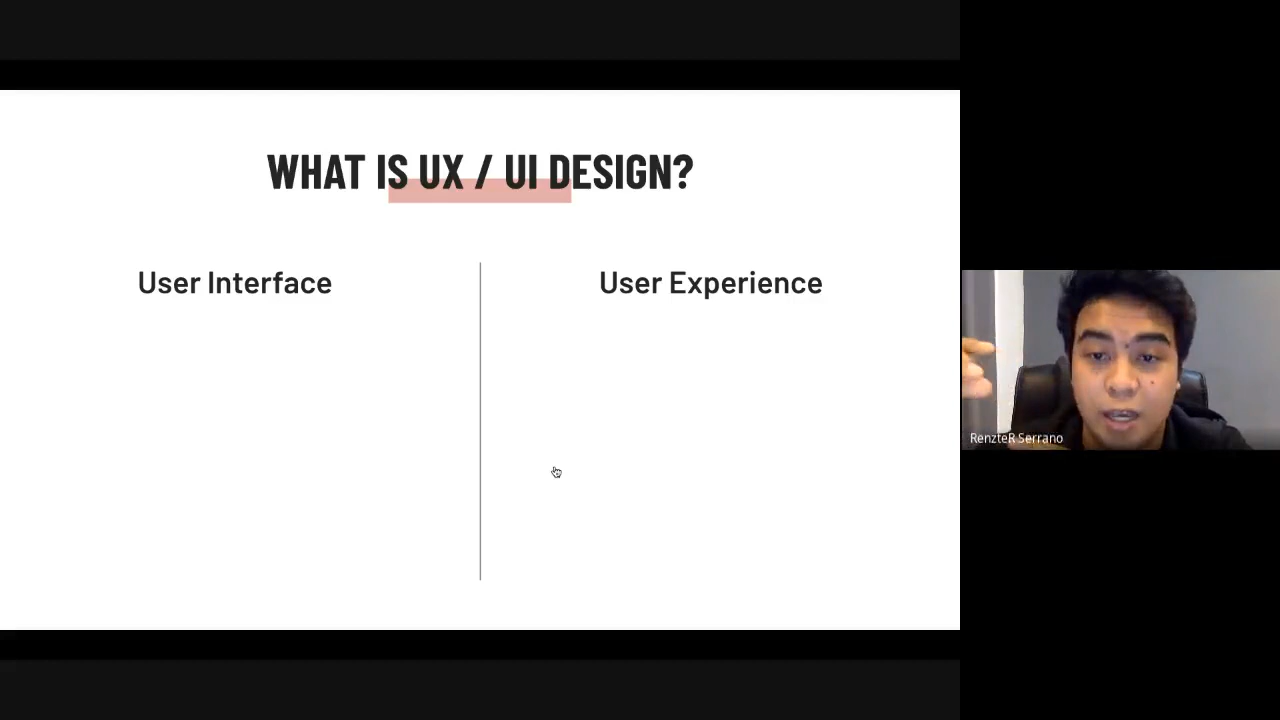 WHAT IS UX / UI DESIGN?
User Interface
User Experience
RenzteR Serrano